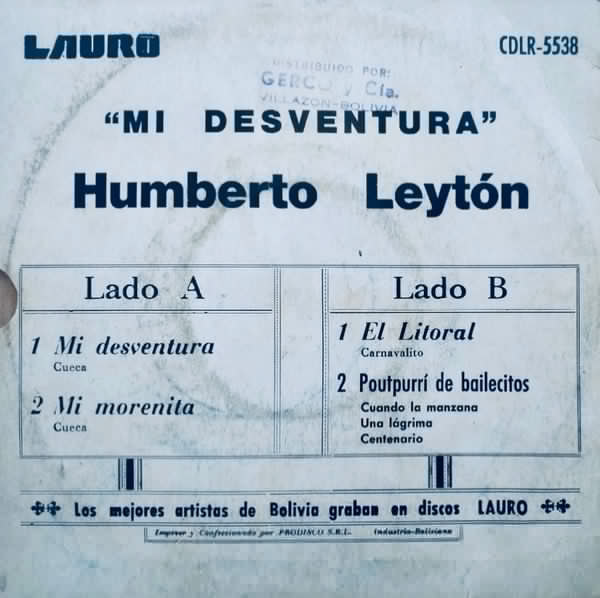 LAURO
CDLR-5538
DISTRIBUIDO POR:
GERCO y Cía.
VILLAZON-BOLIVIA
"MI DESVENTURA"
Humberto Leytón
Lado A
1 Mi desventura
Cueca
2 Mi morenita
Cueca
Lado B
1 El Litoral
Carnavalito
2 Poutpurrí de bailecitos
Cuando la manzana
Una lágrima
Centenario
Los mejores artistas de Bolivia graban en discos LAURO
Impreso y Confeccionado por PRODISCO S.R.L. Industria Boliviana